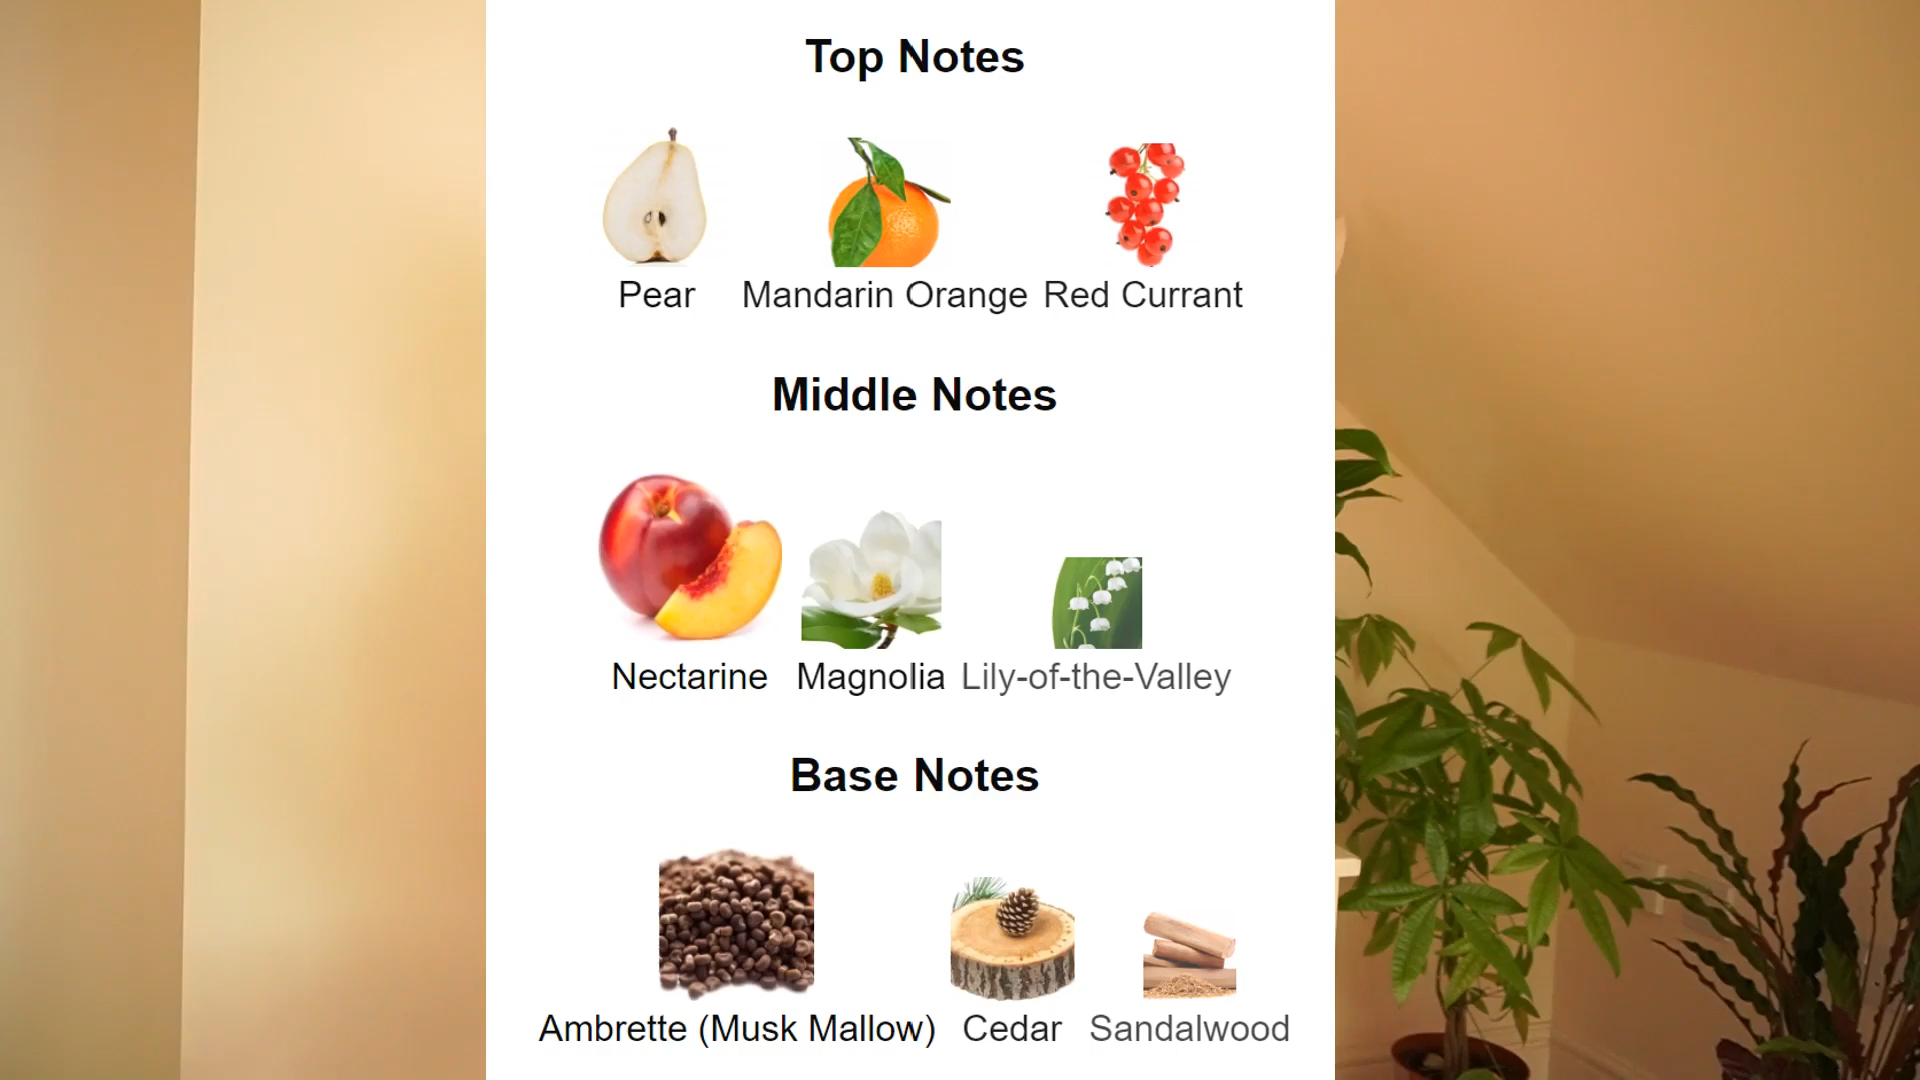 Top Notes
Pear Mandarin Orange Red Currant
Middle Notes
Nectarine Magnolia Lily-of-the-Valley
Base Notes
Ambrette (Musk Mallow) Cedar Sandalwood